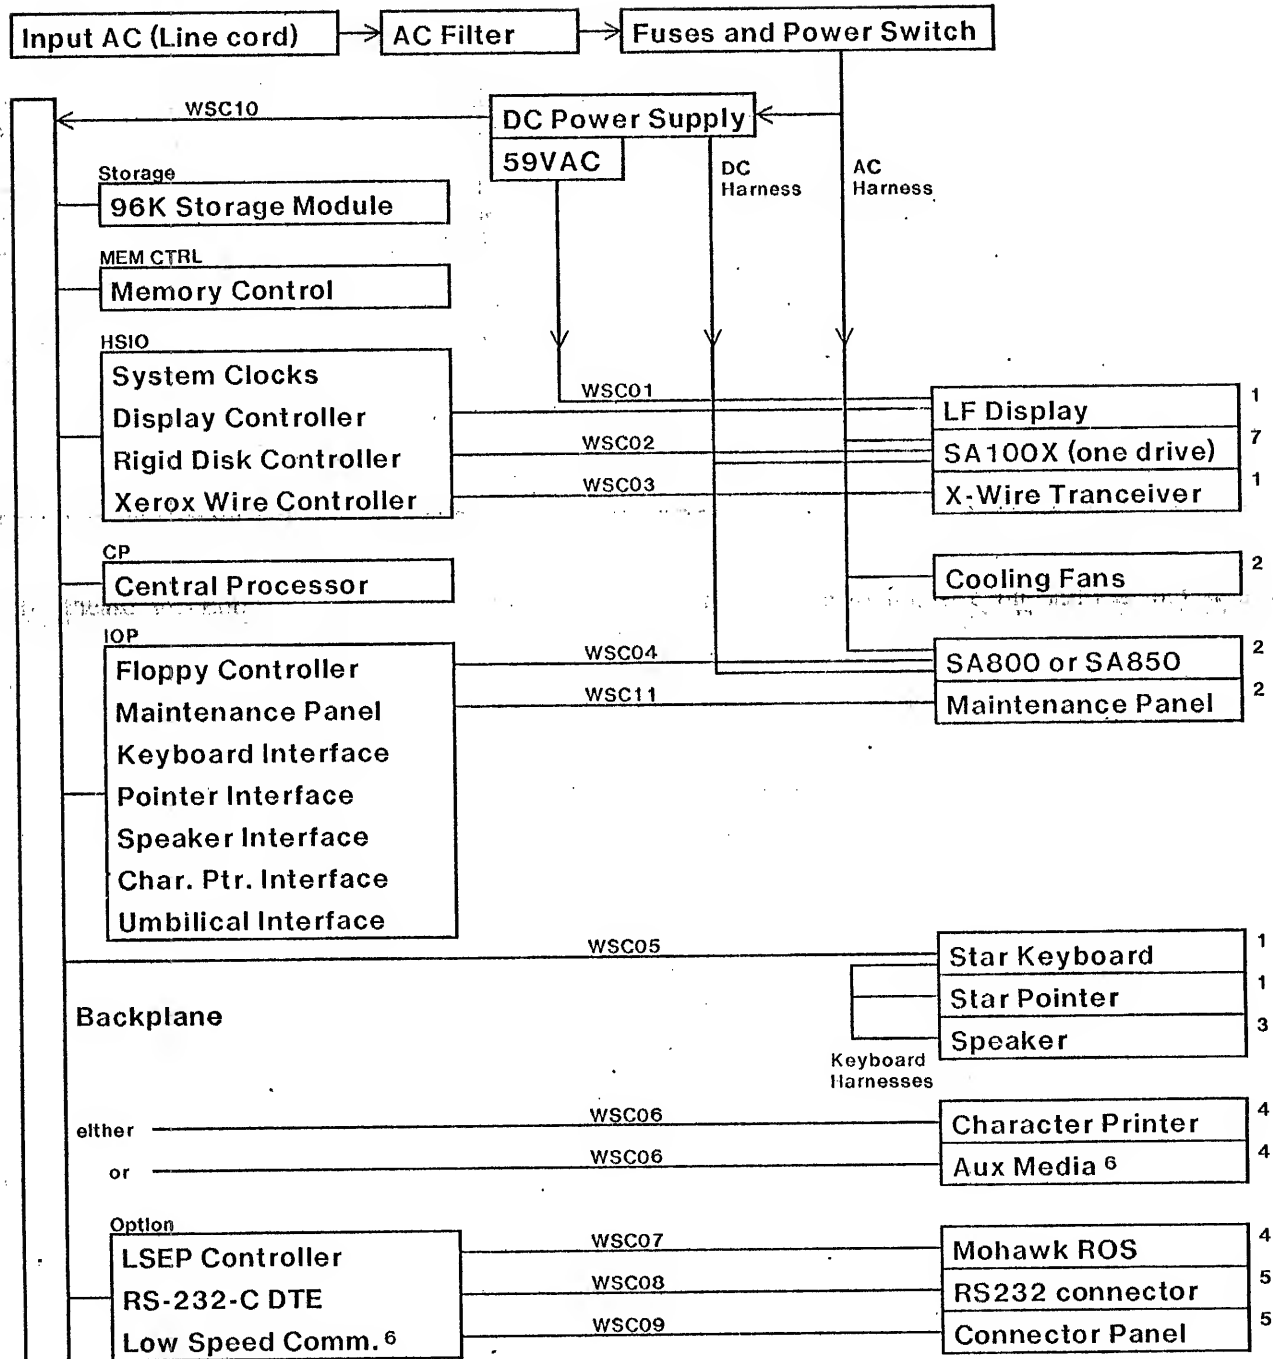 Input AC (Line cord)
AC Filter
Fuses and Power Switch
WSC10
DC Power Supply
59VAC
DC
Harness
AC
Harness
Storage
96K Storage Module
MEM CTRL
Memory Control
HSIO
System Clocks
Display Controller
Rigid Disk Controller
Xerox Wire Controller
WSC01
WSC02
WSC03
LF Display 1
SA100X (one drive) 7
X-Wire Tranceiver 1
CP
Central Processor
Cooling Fans 2
IOP
Floppy Controller
Maintenance Panel
Keyboard Interface
Pointer Interface
Speaker Interface
Char. Ptr. Interface
Umbilical Interface
WSC04
WSC11
SA800 or SA850 2
Maintenance Panel 2
WSC05
Star Keyboard 1
Star Pointer 1
Speaker 3
Keyboard
Harnesses
Backplane
either
WSC06
Character Printer 4
or
WSC06
Aux Media 6 4
Option
LSEP Controller
RS-232-C DTE
Low Speed Comm. 6
WSC07
WSC08
WSC09
Mohawk ROS 4
RS232 connector 5
Connector Panel 5